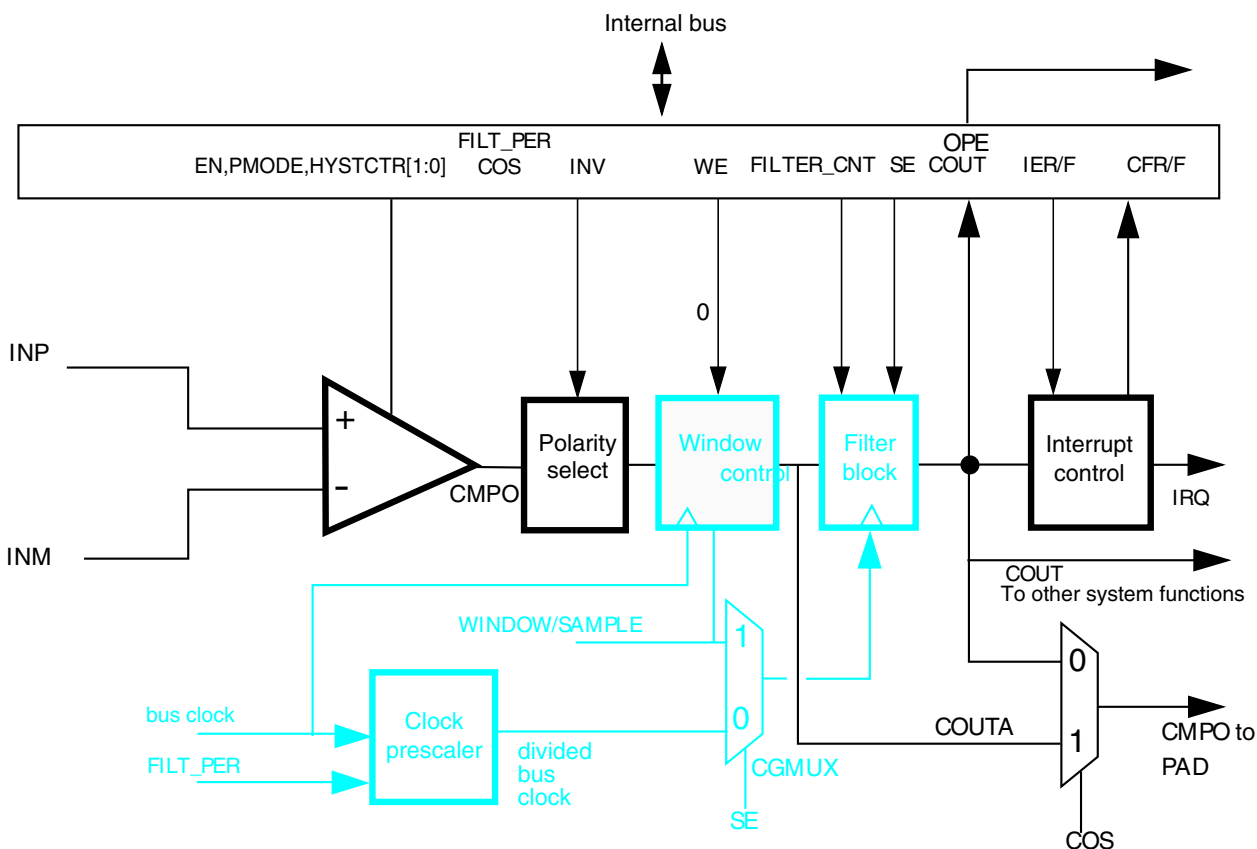 Internal bus
FILT_PER
OPE
EN,PMODE,HYSTCTR[1:0]
COS
INV
WE
FILTER_CNT
SE
COUT
IER/F
CFR/F
0
INP
+
-
CMPO
Polarity
select
Window
control
Filter
block
Interrupt
control
IRQ
INM
COUT
To other system functions
WINDOW/SAMPLE
1
0
0
1
bus clock
FILT_PER
Clock
prescaler
divided
bus
clock
CGMUX
SE
COUTA
CMPO to
PAD
COS